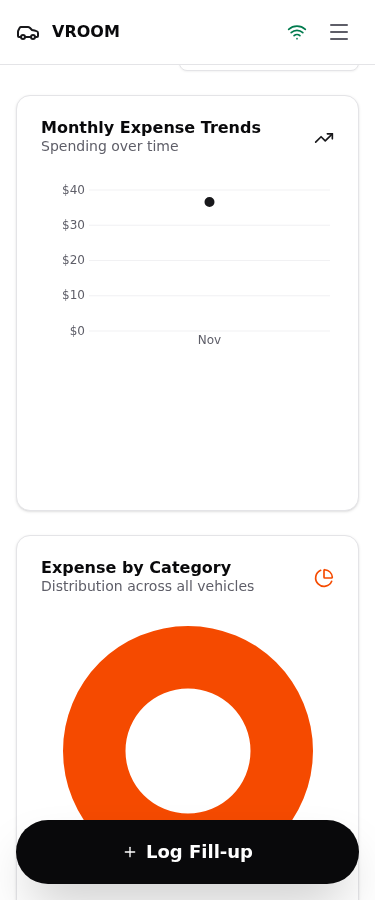 VROOM
Monthly Expense Trends
Spending over time
$40
$30
$20
$10
$0
Nov
Expense by Category
Distribution across all vehicles
+ Log Fill-up